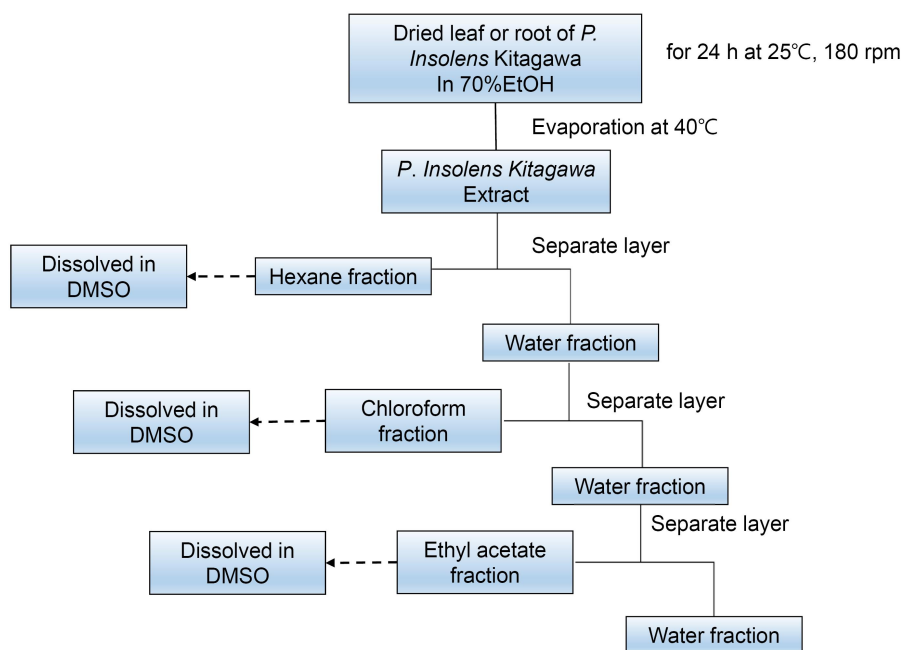 Dried leaf or root of P.
Insolens Kitagawa
In 70%EtOH
for 24 h at 25℃, 180 rpm
Evaporation at 40℃
P. Insolens Kitagawa
Extract
Separate layer
Dissolved in
DMSO
Hexane fraction
Water fraction
Separate layer
Dissolved in
DMSO
Chloroform
fraction
Water fraction
Separate layer
Dissolved in
DMSO
Ethyl acetate
fraction
Water fraction